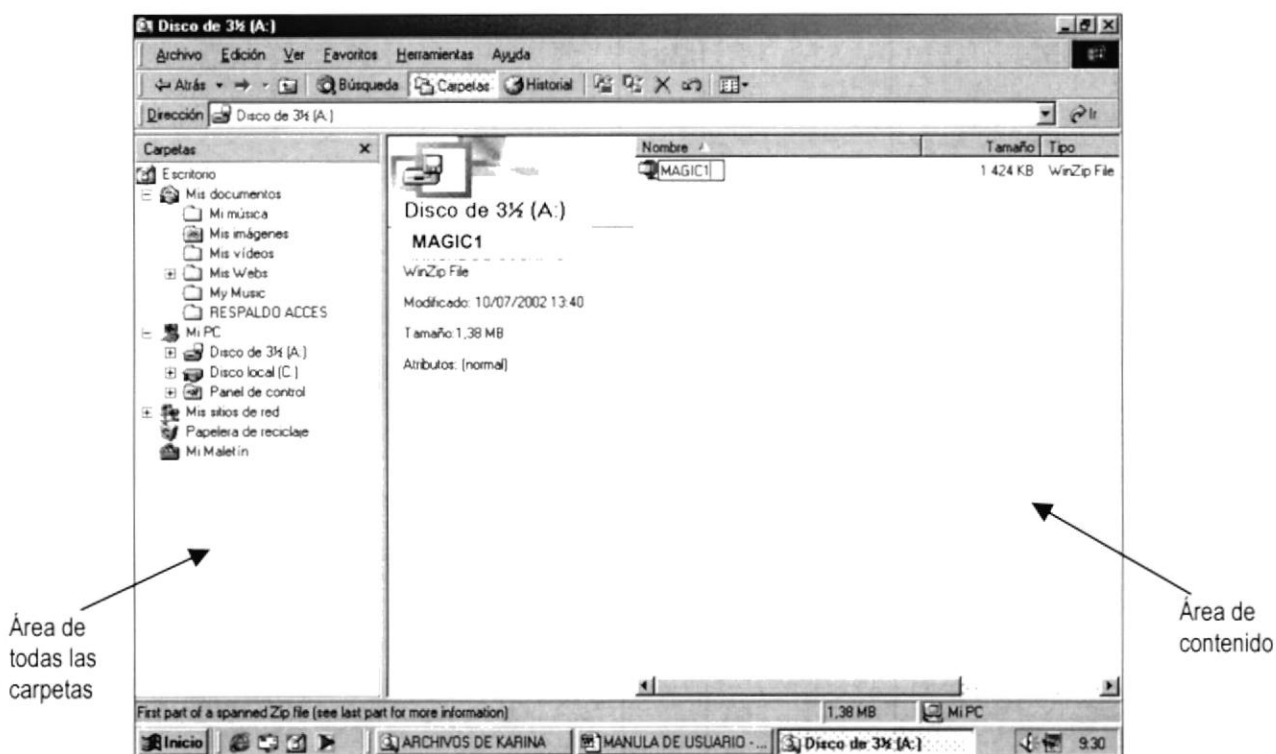 Disco de 3½ (A:)
Archivo Edición Ver Favoritos Herramientas Ayuda
Atrás Búsqueda Carpetas Historial
Dirección Disco de 3½ (A:) Ir
Carpetas
Escritorio
Mis documentos
Mi música
Mis imágenes
Mis vídeos
Mis Webs
My Music
RESPALDO ACCES
Mi PC
Disco de 3½ (A:)
Disco local (C:)
Panel de control
Mis sitios de red
Papelera de reciclaje
Mi Maletín
Disco de 3½ (A:)
MAGIC1
WinZip File
Modificado: 10/07/2002 13:40
Tamaño:1,38 MB
Atributos: (normal)
Nombre Tamaño Tipo
MAGIC1 1 424 KB WinZip File
Área de
todas las
carpetas
Área de
contenido
First part of a spanned Zip file (see last part for more information) 1,38 MB Mi PC
Inicio ARCHIVOS DE KARINA MANULA DE USUARIO - ... Disco de 3½ (A:) 9:30